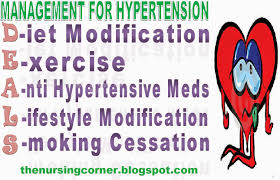 MANAGEMENT FOR HYPERTENSION
D-iet Modification
E-xercise
A-nti Hypertensive Meds
L-ifestyle Modification
S-moking Cessation
thenursingcorner.blogspot.com